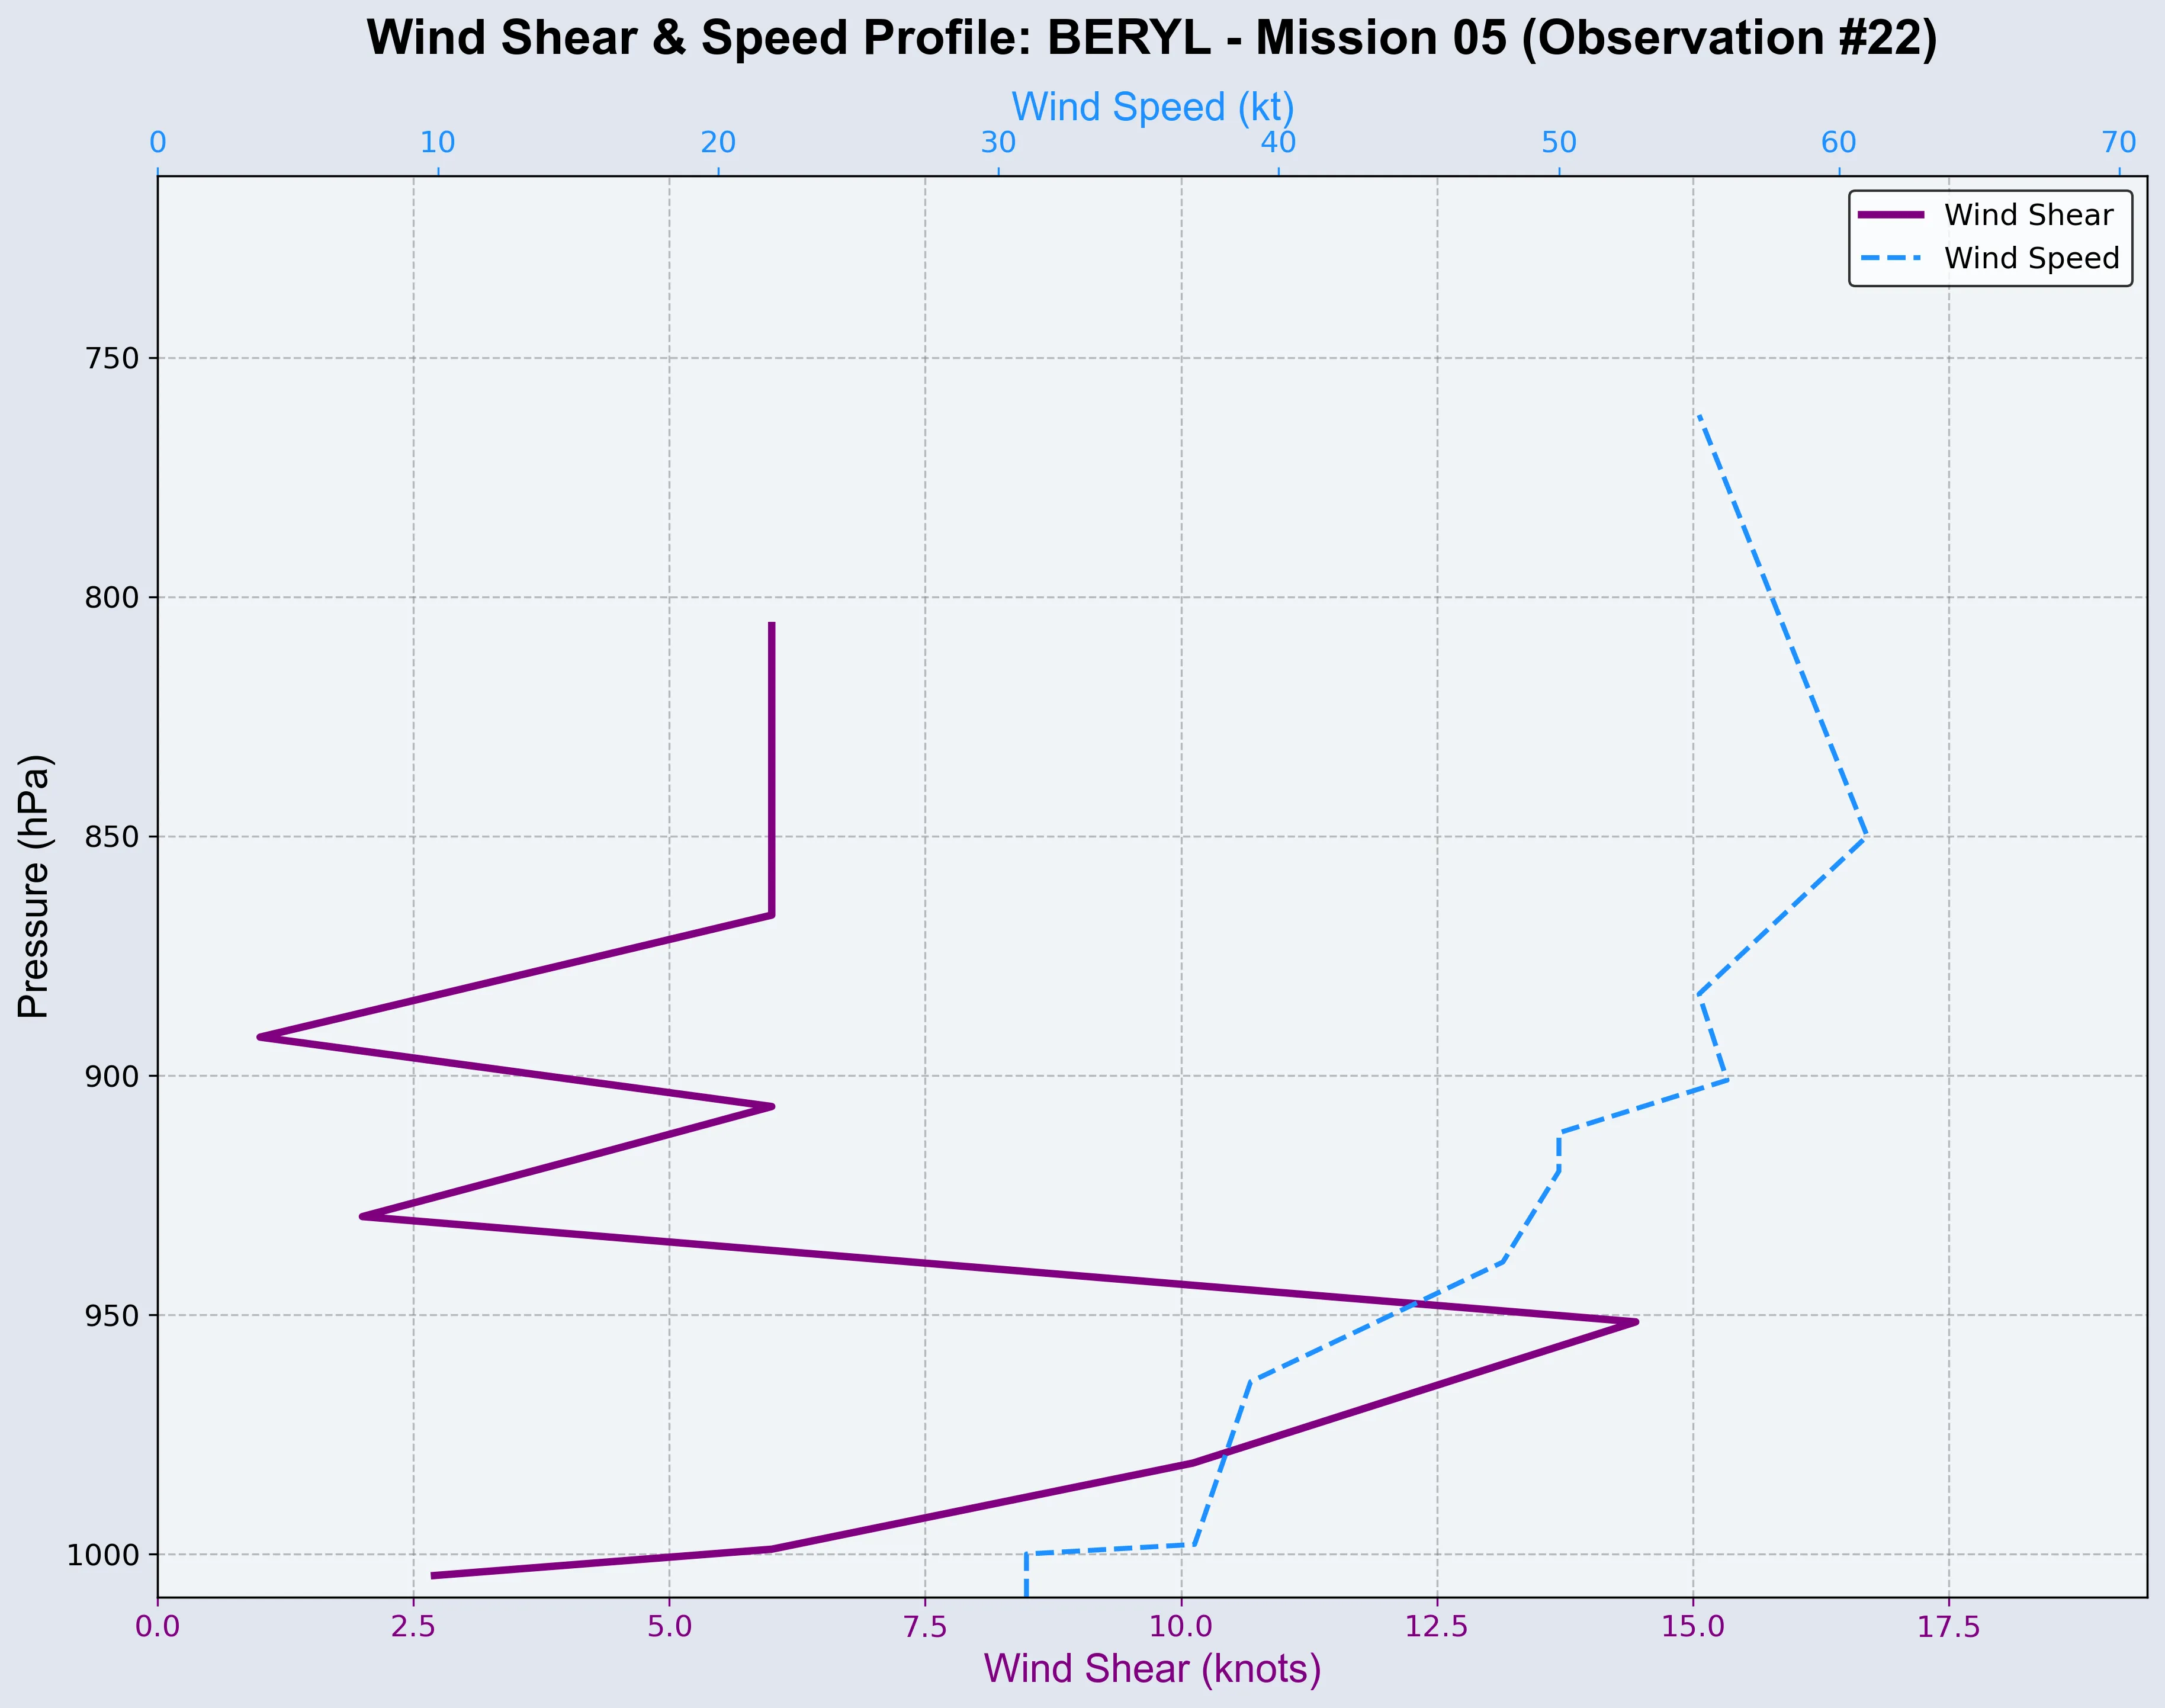 Wind Shear & Speed Profile: BERYL - Mission 05 (Observation #22)
Wind Speed (kt)
0 10 20 30 40 50 60 70
Wind Shear
Wind Speed
750
800
850
900
950
1000
Pressure (hPa)
0.0 2.5 5.0 7.5 10.0 12.5 15.0 17.5
Wind Shear (knots)